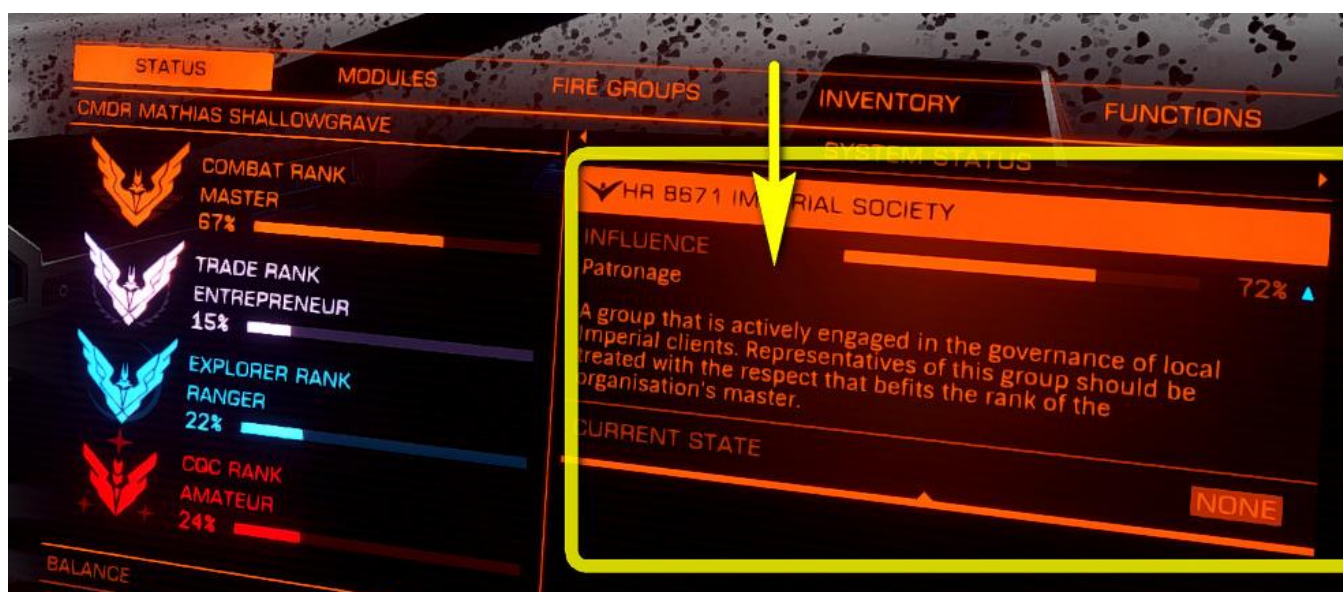 STATUS
MODULES
FIRE GROUPS
INVENTORY
FUNCTIONS
CMDR MATHIAS SHALLOWGRAVE
COMBAT RANK
MASTER
67%
TRADE RANK
ENTREPRENEUR
15%
EXPLORER RANK
RANGER
22%
CQC RANK
AMATEUR
24%
BALANCE
SYSTEM STATUS
HR 8671 IMPERIAL SOCIETY
INFLUENCE
72%
Patronage
A group that is actively engaged in the governance of local
Imperial clients. Representatives of this group should be
treated with the respect that befits the rank of the
organisation's master.
CURRENT STATE
NONE